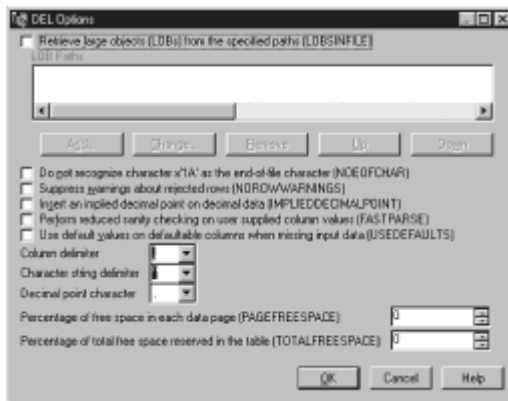 DEL Options
Retrieve large objects (LOBs) from the specified paths (LOBSINFILE)
LOB Paths
Add... Change... Remove Up Down
Do not recognize character x'1A' as the end-of-file character (NOEOFCHAR)
Suppress warnings about rejected rows (NOROWWARNINGS)
Insert an implied decimal point on decimal data (IMPLIEDDECIMALPOINT)
Perform reduced sanity checking on user supplied column values (FASTPARSE)
Use default values on defaultable columns when missing input data (USEDEFAULTS)
Column delimiter
Character string delimiter
Decimal point character .
Percentage of free space in each data page (PAGEFREESPACE) 0
Percentage of total free space reserved in the table (TOTALFREESPACE) 0
OK Cancel Help